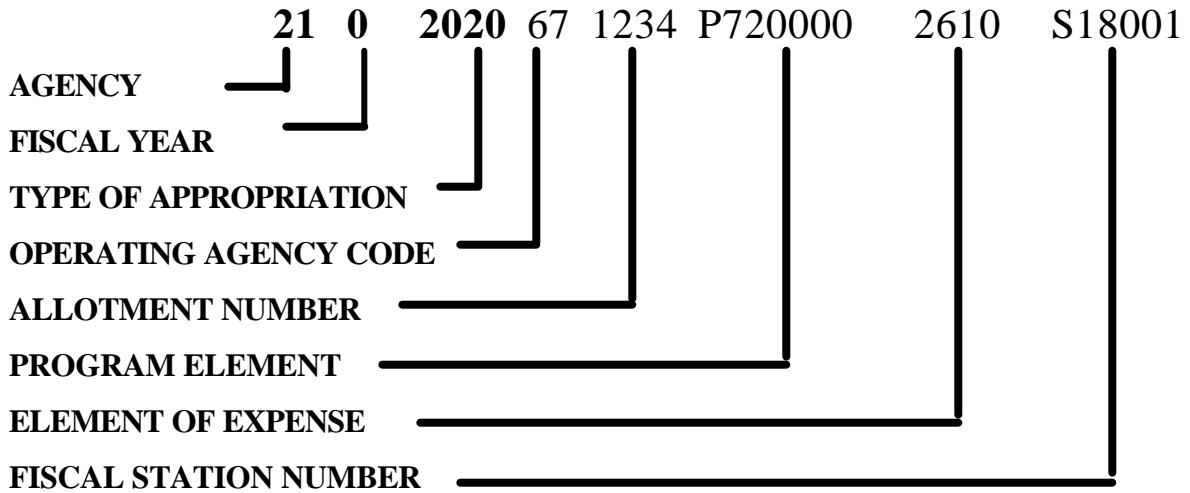 21 0 2020 67 1234 P720000 2610 S18001
AGENCY
FISCAL YEAR
TYPE OF APPROPRIATION
OPERATING AGENCY CODE
ALLOTMENT NUMBER
PROGRAM ELEMENT
ELEMENT OF EXPENSE
FISCAL STATION NUMBER